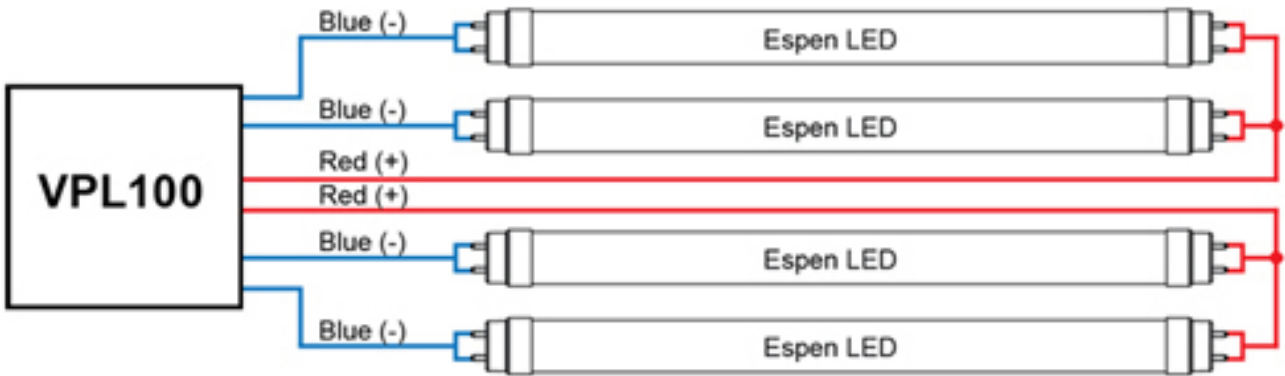 Blue (-)
Espen LED
Blue (-)
Espen LED
Red (+)
VPL100
Red (+)
Blue (-)
Espen LED
Blue (-)
Espen LED